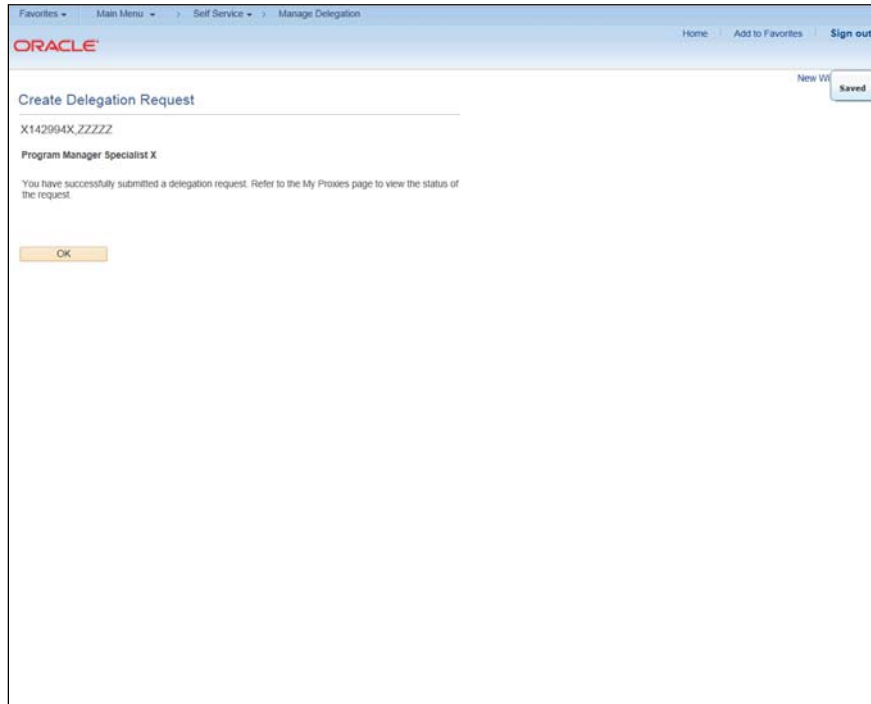 Favorites Main Menu > Self Service > Manage Delegation
Home Add to Favorites Sign out
ORACLE
New Wi
Saved
Create Delegation Request
X142994X,ZZZZZ
Program Manager Specialist X
You have successfully submitted a delegation request. Refer to the My Proxies page to view the status of
the request.
OK